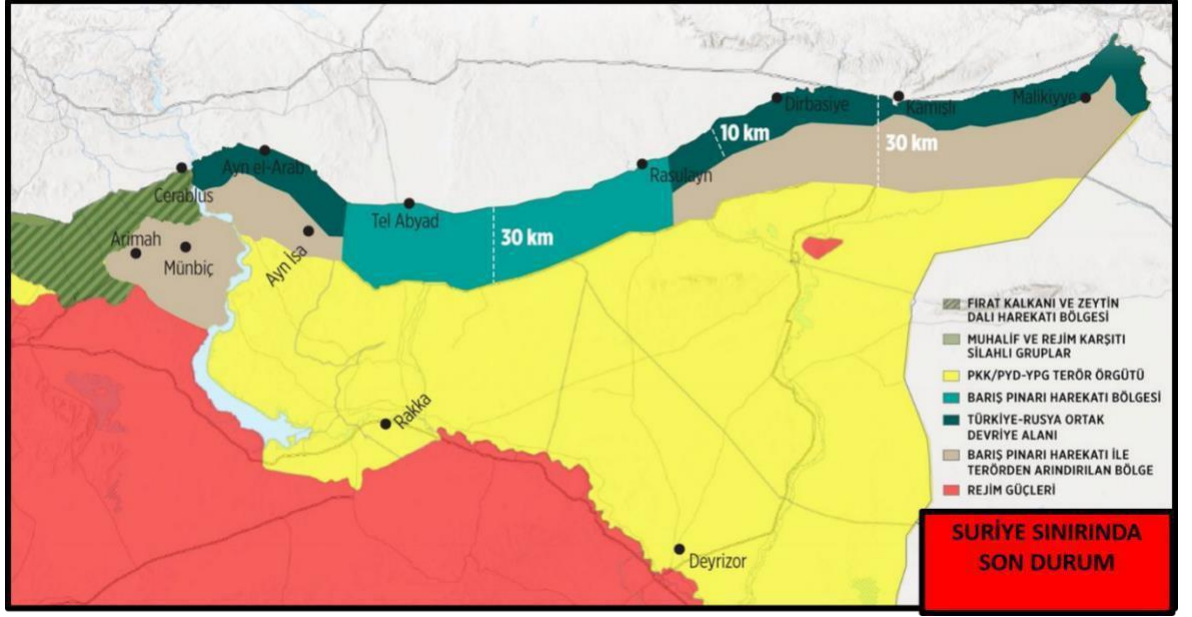 Dirbasiye
Kamışlı
Malikiyye
10 km
30 km
Ayn el-Arab
Rasulayn
Cerablus
Tel Abyad
30 km
Arimah
Münbiç
Ayn İsa
Rakka
Deyrizor
FIRAT KALKANI VE ZEYTİN
DALI HAREKATI BÖLGESİ
MUHALİF VE REJİM KARŞITI
SİLAHLI GRUPLAR
PKK/PYD-YPG TERÖR ÖRGÜTÜ
BARIŞ PINARI HAREKATI BÖLGESİ
TÜRKİYE-RUSYA ORTAK
DEVRİYE ALANI
BARIŞ PINARI HAREKATI İLE
TERÖRDEN ARINDIRILAN BÖLGE
REJİM GÜÇLERİ
SURİYE SINIRINDA
SON DURUM